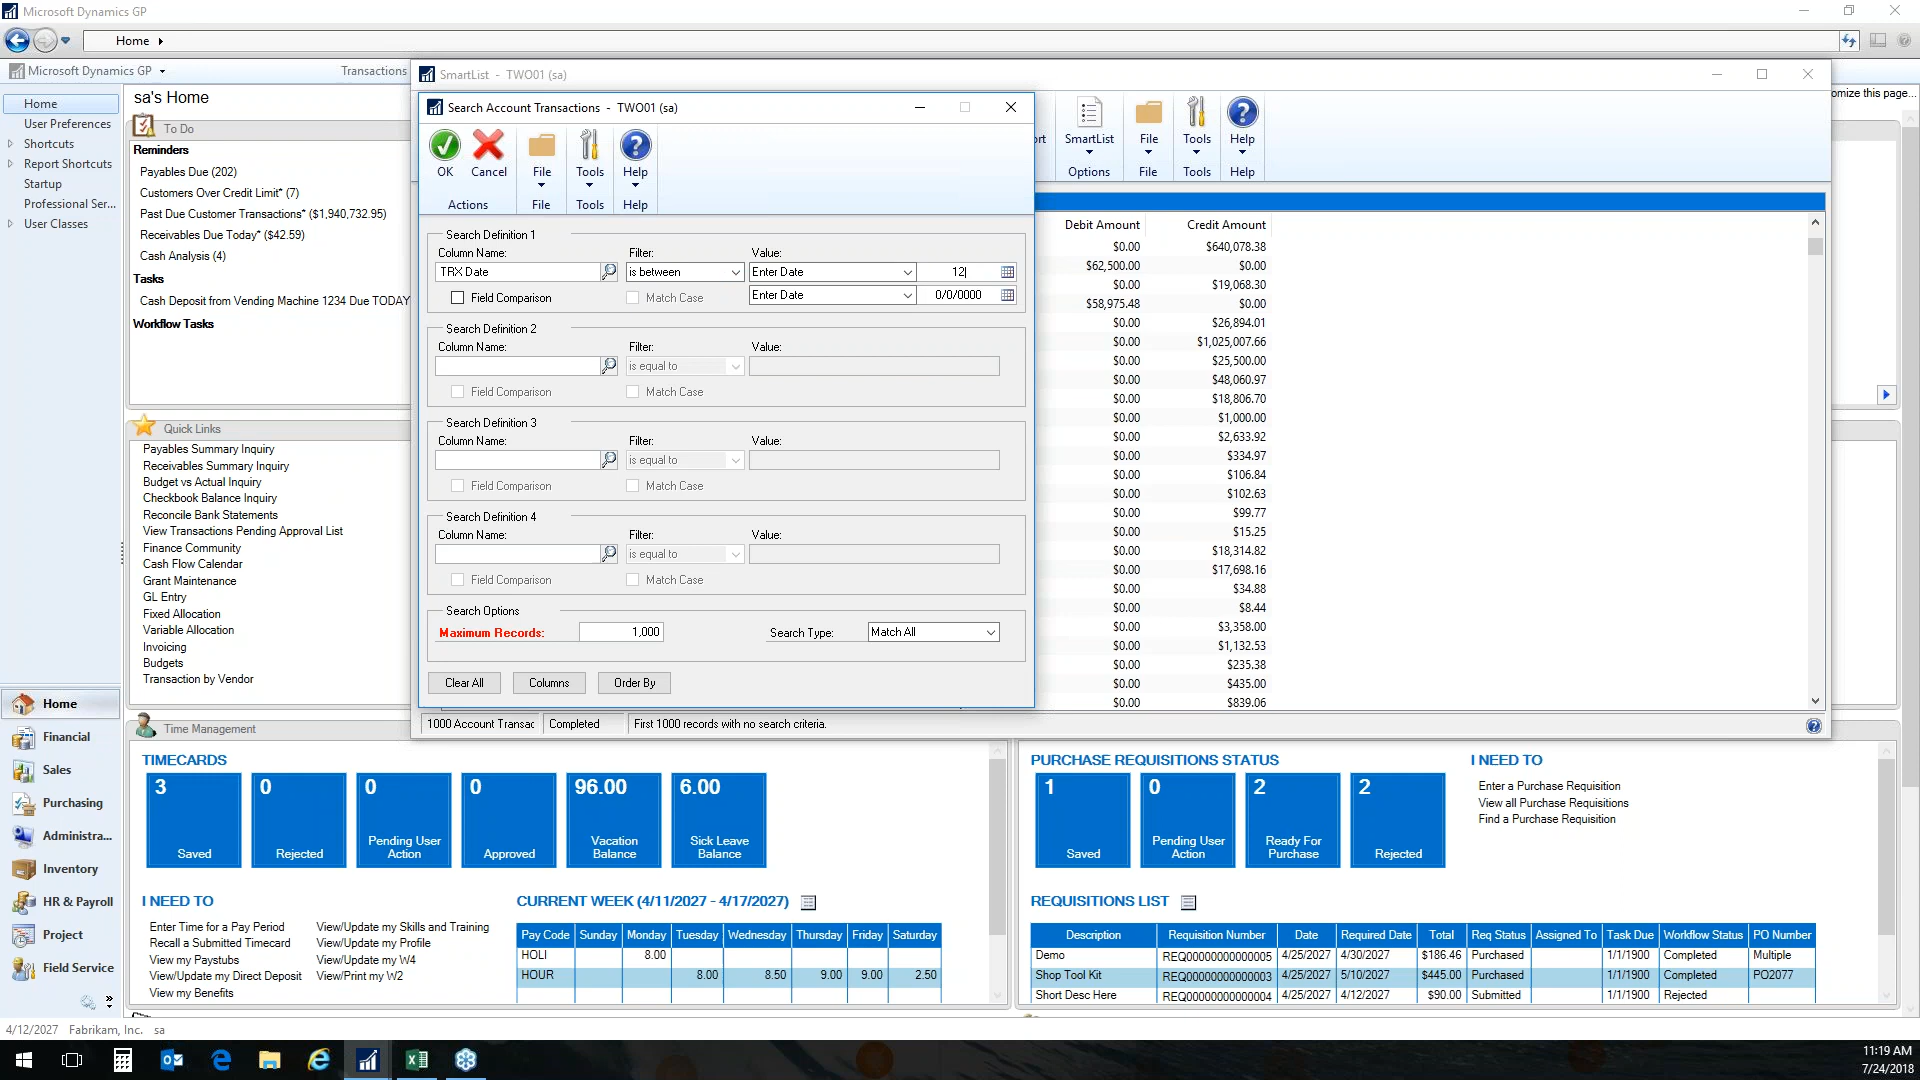 Microsoft Dynamics GP
Home
Microsoft Dynamics GP
Transactions
SmartList - TWO01 (sa)
omize this page...
Home
User Preferences
Shortcuts
Report Shortcuts
Startup
Professional Ser...
User Classes
sa's Home
To Do
Reminders
Payables Due (202)
Customers Over Credit Limit* (7)
Past Due Customer Transactions* ($1,940,732.95)
Receivables Due Today* ($42.59)
Cash Analysis (4)
Tasks
Cash Deposit from Vending Machine 1234 Due TODAY
Workflow Tasks
Quick Links
Payables Summary Inquiry
Receivables Summary Inquiry
Budget vs Actual Inquiry
Checkbook Balance Inquiry
Reconcile Bank Statements
View Transactions Pending Approval List
Finance Community
Cash Flow Calendar
Grant Maintenance
GL Entry
Fixed Allocation
Variable Allocation
Invoicing
Budgets
Transaction by Vendor
Search Account Transactions - TWO01 (sa)
OK Cancel File Tools Help
Actions File Tools Help
Search Definition 1
Column Name: Filter: Value:
TRX Date is between Enter Date 12
Field Comparison Match Case Enter Date 0/0/0000
Search Definition 2
Column Name: Filter: Value:
is equal to
Field Comparison Match Case
Search Definition 3
Column Name: Filter: Value:
is equal to
Field Comparison Match Case
Search Definition 4
Column Name: Filter: Value:
is equal to
Field Comparison Match Case
Search Options
Maximum Records: 1,000 Search Type: Match All
Clear All Columns Order By
ort SmartList File Tools Help
Options File Tools Help
Debit Amount Credit Amount
$0.00 $640,078.38
$62,500.00 $0.00
$0.00 $19,068.30
$58,975.48 $0.00
$0.00 $26,894.01
$0.00 $1,025,007.66
$0.00 $25,500.00
$0.00 $48,060.97
$0.00 $18,806.70
$0.00 $1,000.00
$0.00 $2,633.92
$0.00 $334.97
$0.00 $106.84
$0.00 $102.63
$0.00 $99.77
$0.00 $15.25
$0.00 $18,314.82
$0.00 $17,698.16
$0.00 $34.88
$0.00 $8.44
$0.00 $3,358.00
$0.00 $1,132.53
$0.00 $235.38
$0.00 $435.00
$0.00 $839.06
1000 Account Transac Completed First 1000 records with no search criteria.
Home
Financial
Sales
Purchasing
Administra...
Inventory
HR & Payroll
Project
Field Service
Time Management
TIMECARDS
3 Saved
0 Rejected
0 Pending User Action
0 Approved
96.00 Vacation Balance
6.00 Sick Leave Balance
I NEED TO
Enter Time for a Pay Period
Recall a Submitted Timecard
View my Paystubs
View/Update my Direct Deposit
View my Benefits
View/Update my Skills and Training
View/Update my Profile
View/Update my W4
View/Print my W2
CURRENT WEEK (4/11/2027 - 4/17/2027)
Pay Code Sunday Monday Tuesday Wednesday Thursday Friday Saturday
HOLI 8.00
HOUR 8.00 8.50 9.00 9.00 2.50
PURCHASE REQUISITIONS STATUS
1 Saved
0 Pending User Action
2 Ready For Purchase
2 Rejected
I NEED TO
Enter a Purchase Requisition
View all Purchase Requisitions
Find a Purchase Requisition
REQUISITIONS LIST
Description Requisition Number Date Required Date Total Req Status Assigned To Task Due Workflow Status PO Number
Demo REQ00000000000005 4/25/2027 4/30/2027 $186.46 Purchased 1/1/1900 Completed Multiple
Shop Tool Kit REQ00000000000003 4/25/2027 5/10/2027 $445.00 Purchased 1/1/1900 Completed PO2077
Short Desc Here REQ00000000000004 4/25/2027 4/12/2027 $90.00 Submitted 1/1/1900 Rejected
4/12/2027 Fabrikam, Inc. sa
11:19 AM
7/24/2018